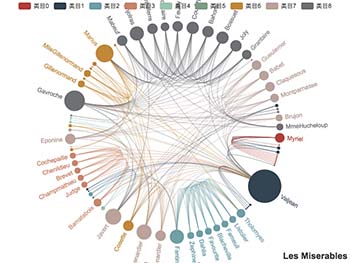 类目0 类目1 类目2 类目3 类目4 类目5 类目6 类目7 类目8
Mabeuf
Feuilly
Bahorel
Bossuet
Joly
Grantaire
Gueulemer
Babet
Claquesous
Montparnasse
Brujon
MmeHucheloup
Myriel
Valjean
Tholomyes
Listolier
Fameuil
Blacheville
Favourite
Dahlia
Zephine
Fantine
Cosette
Javert
Bamatabois
Judge
Champmathieu
Brevet
Chenildieu
Cochepaille
Eponine
Gavroche
Gillenormand
MlleGillenormand
Marius
Les Miserables